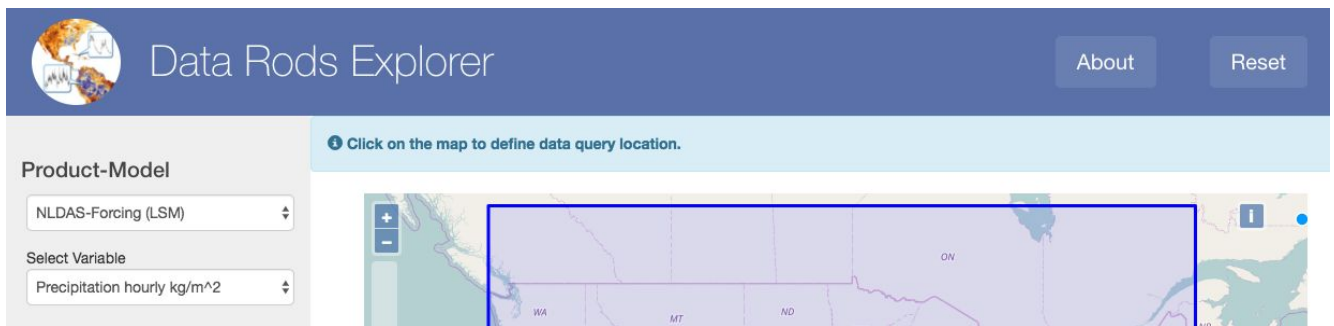 Data Rods Explorer
About
Reset
Click on the map to define data query location.
Product-Model
NLDAS-Forcing (LSM)
Select Variable
Precipitation hourly kg/m^2
+
-
i
ON
WA
MT
ND